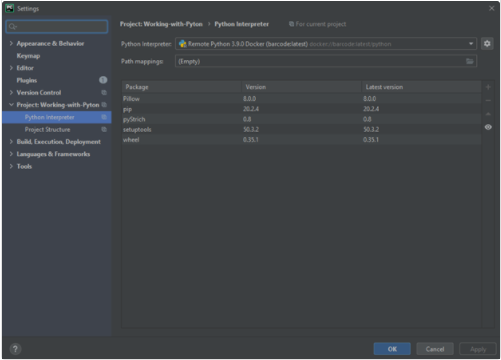 PC Settings
Project: Working-with-Pyton > Python Interpreter For current project
Appearance & Behavior
Keymap
Editor
Plugins 1
Version Control
Project: Working-with-Pyton
Python Interpreter
Project Structure
Build, Execution, Deployment
Languages & Frameworks
Tools
Python Interpreter: Remote Python 3.9.0 Docker (barcode:latest) docker://barcode:latest/python
Path mappings: (Empty)
Package Version Latest version
Pillow 8.0.0 8.0.0
pip 20.2.4 20.2.4
pyStrich 0.8 0.8
setuptools 50.3.2 50.3.2
wheel 0.35.1 0.35.1
? OK Cancel Apply